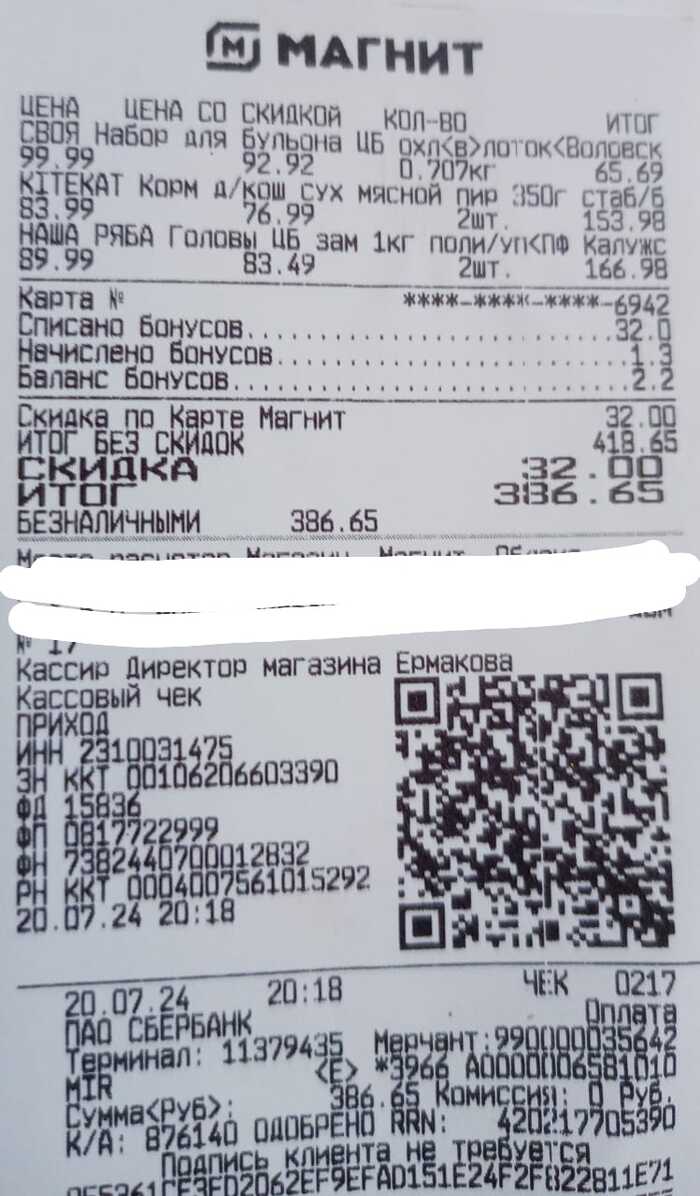 МАГНИТ
ЦЕНА ЦЕНА СО СКИДКОЙ КОЛ-ВО ИТОГ
СВОЯ Набор для бульона ЦБ охл<в>лоток<Воловск
99.99 92.92 0.707кг 65.69
KITEKAT Корм д/кош сух мясной пир 350г стаб/б
83.99 76.99 2шт. 153.98
НАША РЯБА Головы ЦБ зам 1кг поли/уп<ПФ Калужс
89.99 83.49 2шт. 166.98
Карта № ****-****-****-6942
Списано бонусов..............................32.0
Начислено бонусов............................1.3
Баланс бонусов...............................2.2
Скидка по Карте Магнит 32.00
ИТОГ БЕЗ СКИДОК 418.65
СКИДКА 32.00
ИТОГ 386.65
БЕЗНАЛИЧНЫМИ 386.65
№ 17
Кассир Директор магазина Ермакова
Кассовый чек
ПРИХОД
ИНН 2310031475
ЗН ККТ 00106206603390
ФД 15836
ФП 0817722999
ФН 7382440700012832
РН ККТ 0004007561015292
20.07.24 20:18
20.07.24 20:18 ЧЕК 0217
ПАО СБЕРБАНК Оплата
Терминал: 11379435 Мерчант:990000035642
MIR <E> *3966 A0000006581010
Сумма<Руб>: 386.65 Комиссия: 0 Руб.
К/А: 876140 ОДОБРЕНО RRN: 420217705390
Подпись клиента не требуется